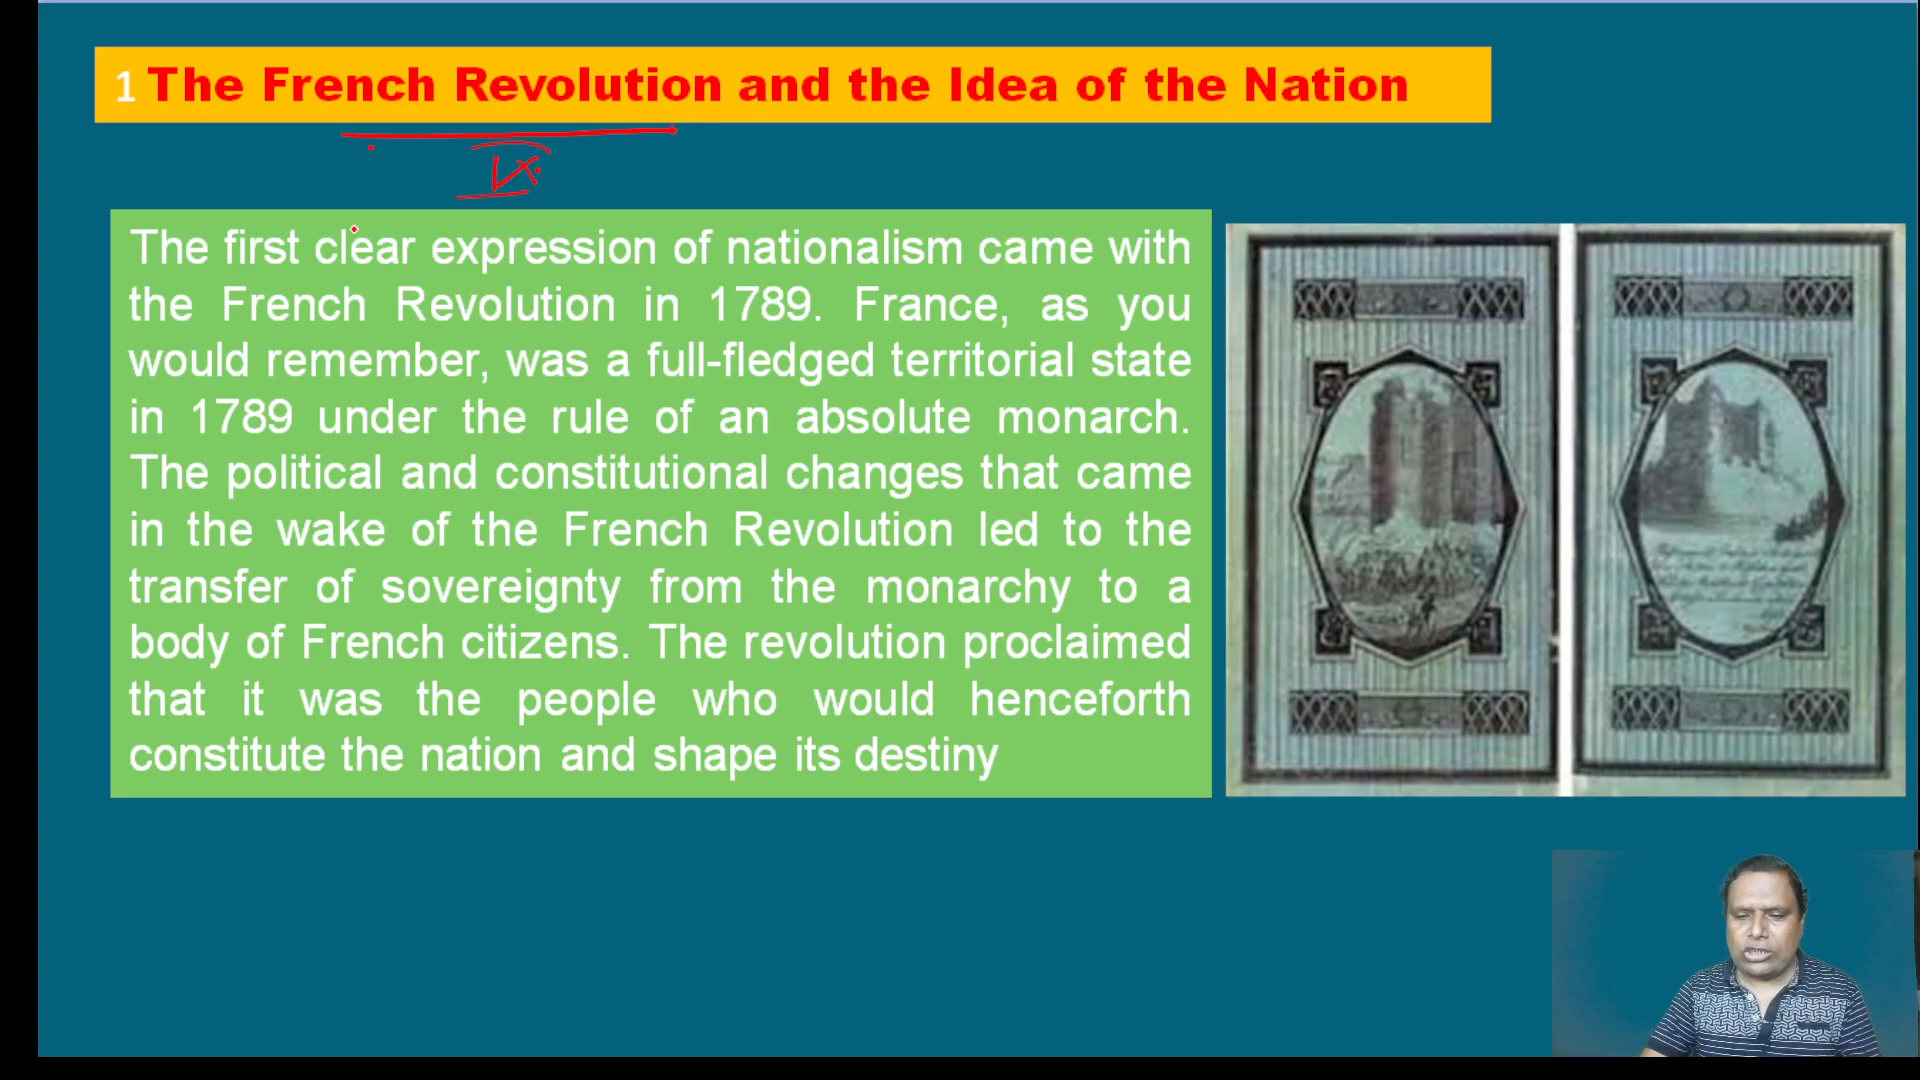 1 The French Revolution and the Idea of the Nation
IX
The first clear expression of nationalism came with
the French Revolution in 1789. France, as you
would remember, was a full-fledged territorial state
in 1789 under the rule of an absolute monarch.
The political and constitutional changes that came
in the wake of the French Revolution led to the
transfer of sovereignty from the monarchy to a
body of French citizens. The revolution proclaimed
that it was the people who would henceforth
constitute the nation and shape its destiny